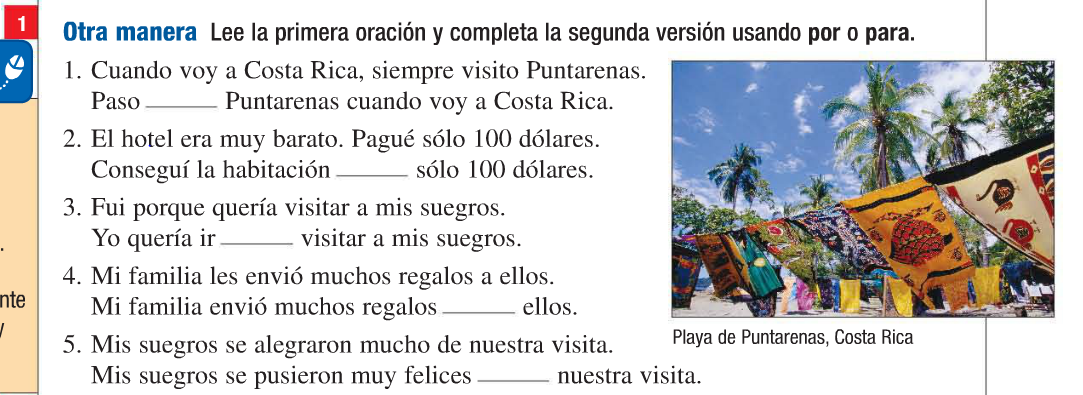 1
Otra manera Lee la primera oración y completa la segunda versión usando por o para.
1. Cuando voy a Costa Rica, siempre visito Puntarenas.
Paso ______ Puntarenas cuando voy a Costa Rica.
2. El hotel era muy barato. Pagué sólo 100 dólares.
Conseguí la habitación ______ sólo 100 dólares.
3. Fui porque quería visitar a mis suegros.
Yo quería ir ______ visitar a mis suegros.
4. Mi familia les envió muchos regalos a ellos.
Mi familia envió muchos regalos ______ ellos.
5. Mis suegros se alegraron mucho de nuestra visita.
Mis suegros se pusieron muy felices ______ nuestra visita.
Playa de Puntarenas, Costa Rica
nte